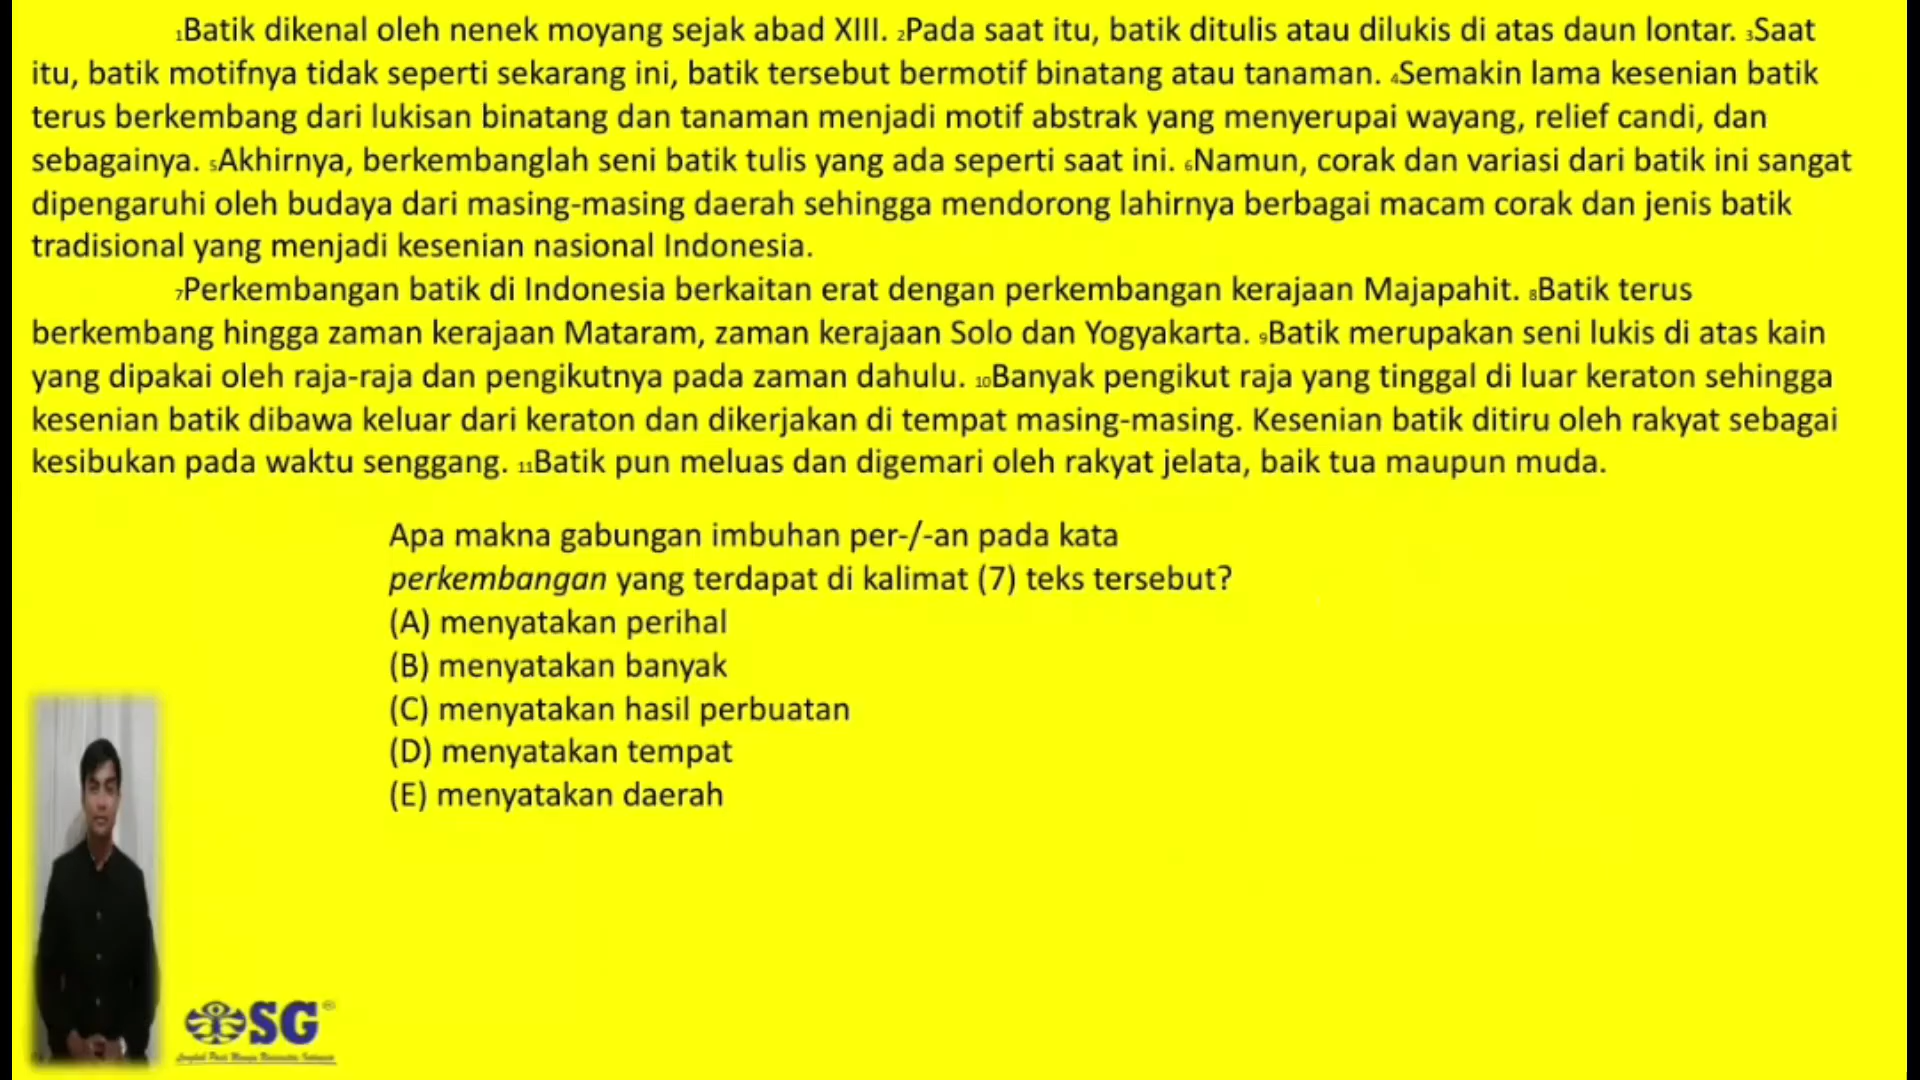 1Batik dikenal oleh nenek moyang sejak abad XIII. 2Pada saat itu, batik ditulis atau dilukis di atas daun lontar. 3Saat
itu, batik motifnya tidak seperti sekarang ini, batik tersebut bermotif binatang atau tanaman. 4Semakin lama kesenian batik
terus berkembang dari lukisan binatang dan tanaman menjadi motif abstrak yang menyerupai wayang, relief candi, dan
sebagainya. 5Akhirnya, berkembanglah seni batik tulis yang ada seperti saat ini. 6Namun, corak dan variasi dari batik ini sangat
dipengaruhi oleh budaya dari masing-masing daerah sehingga mendorong lahirnya berbagai macam corak dan jenis batik
tradisional yang menjadi kesenian nasional Indonesia.
7Perkembangan batik di Indonesia berkaitan erat dengan perkembangan kerajaan Majapahit. 8Batik terus
berkembang hingga zaman kerajaan Mataram, zaman kerajaan Solo dan Yogyakarta. 9Batik merupakan seni lukis di atas kain
yang dipakai oleh raja-raja dan pengikutnya pada zaman dahulu. 10Banyak pengikut raja yang tinggal di luar keraton sehingga
kesenian batik dibawa keluar dari keraton dan dikerjakan di tempat masing-masing. Kesenian batik ditiru oleh rakyat sebagai
kesibukan pada waktu senggang. 11Batik pun meluas dan digemari oleh rakyat jelata, baik tua maupun muda.
Apa makna gabungan imbuhan per-/-an pada kata
perkembangan yang terdapat di kalimat (7) teks tersebut?
(A) menyatakan perihal
(B) menyatakan banyak
(C) menyatakan hasil perbuatan
(D) menyatakan tempat
(E) menyatakan daerah
SG